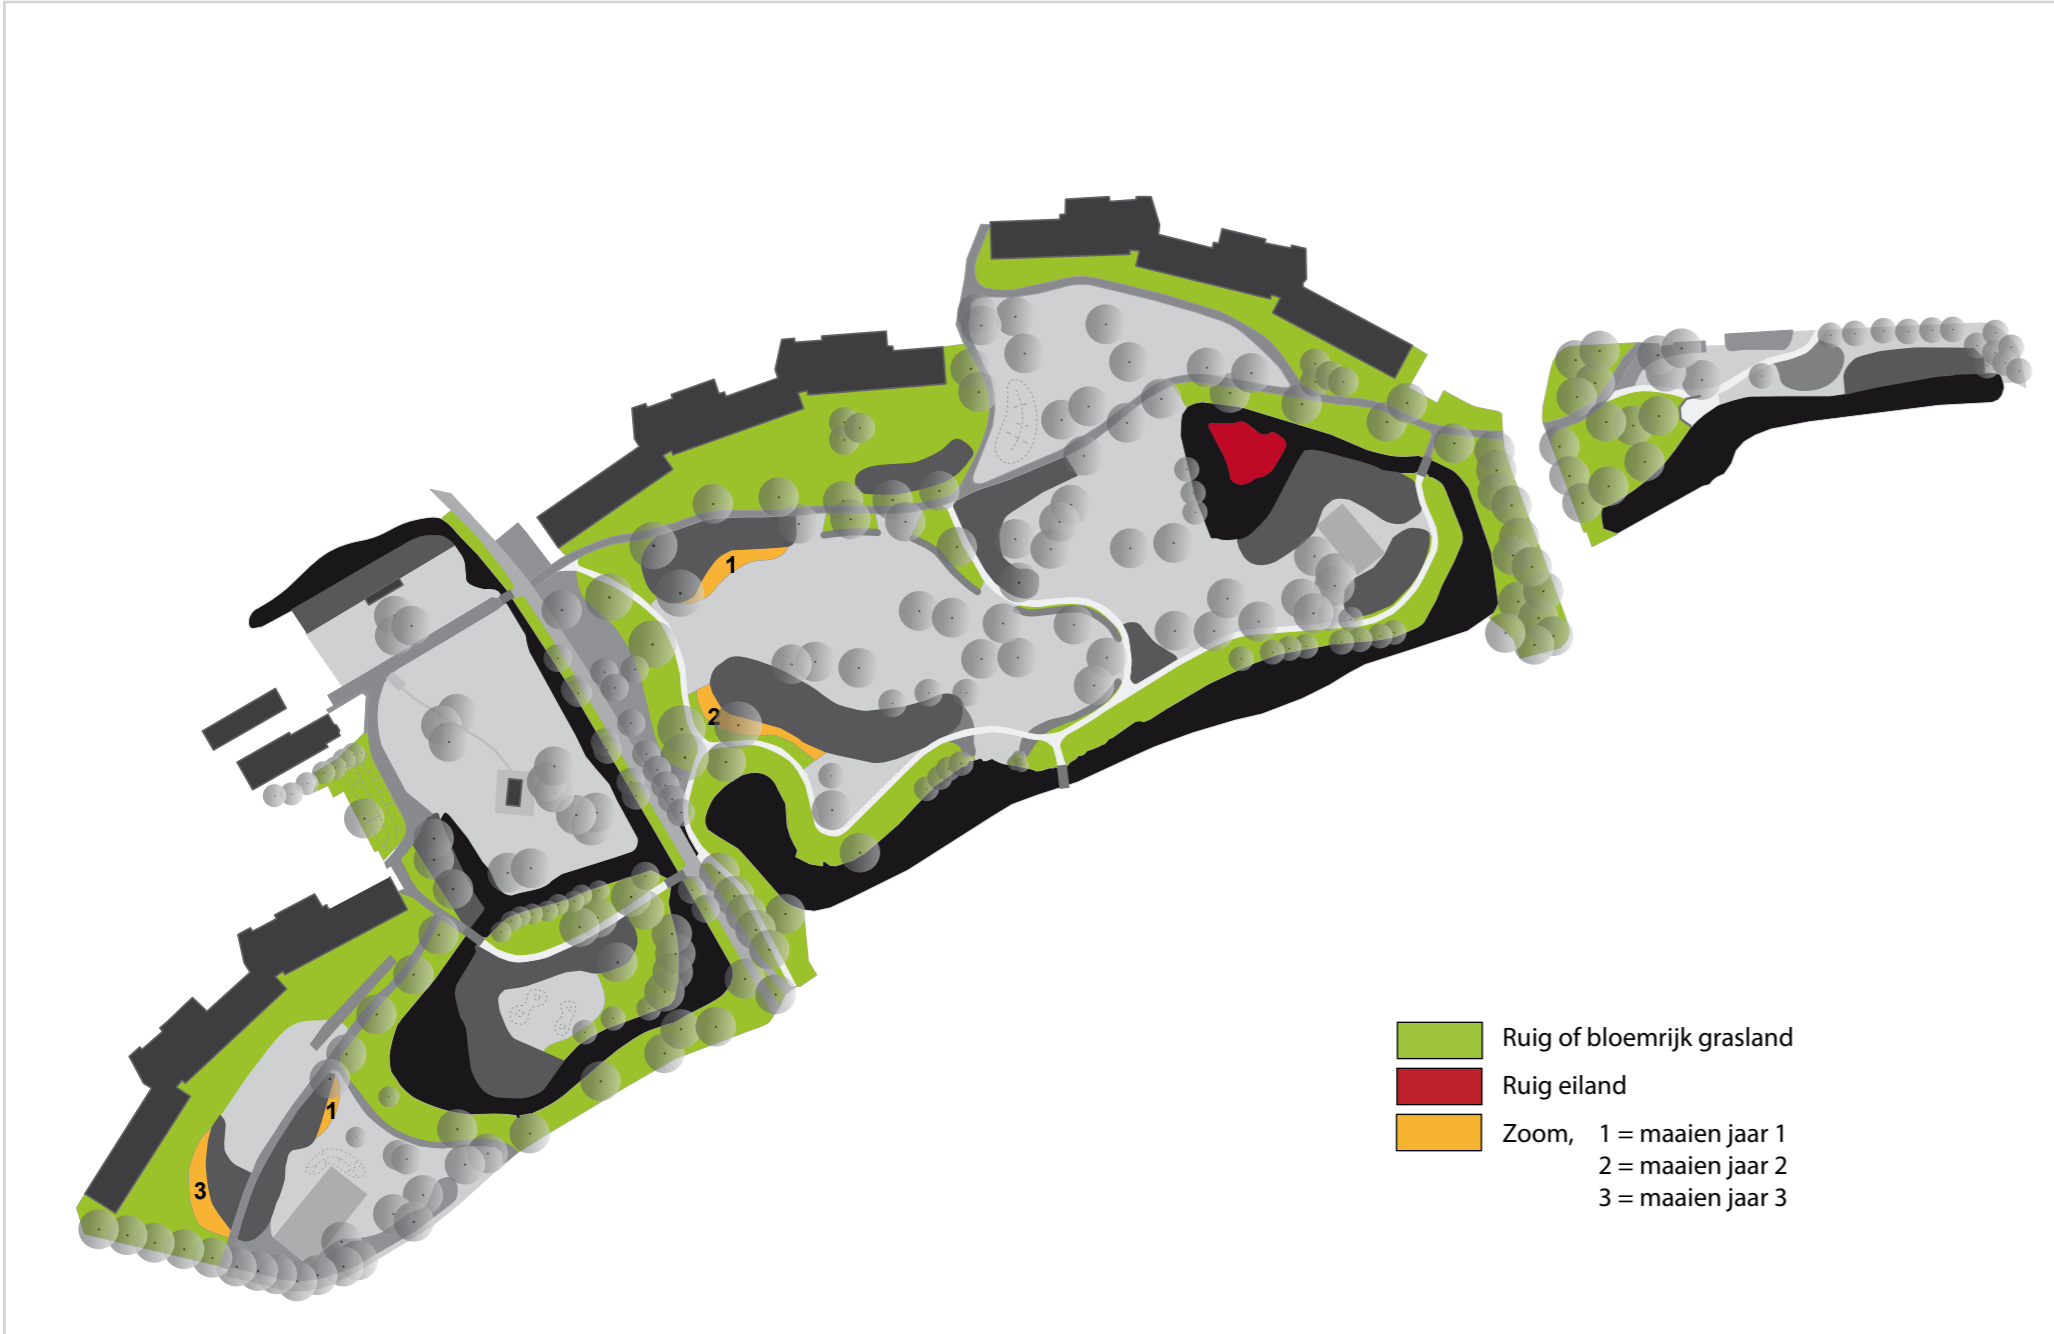 1
2
1
3
Ruig of bloemrijk grasland
Ruig eiland
Zoom, 1 = maaien jaar 1
2 = maaien jaar 2
3 = maaien jaar 3